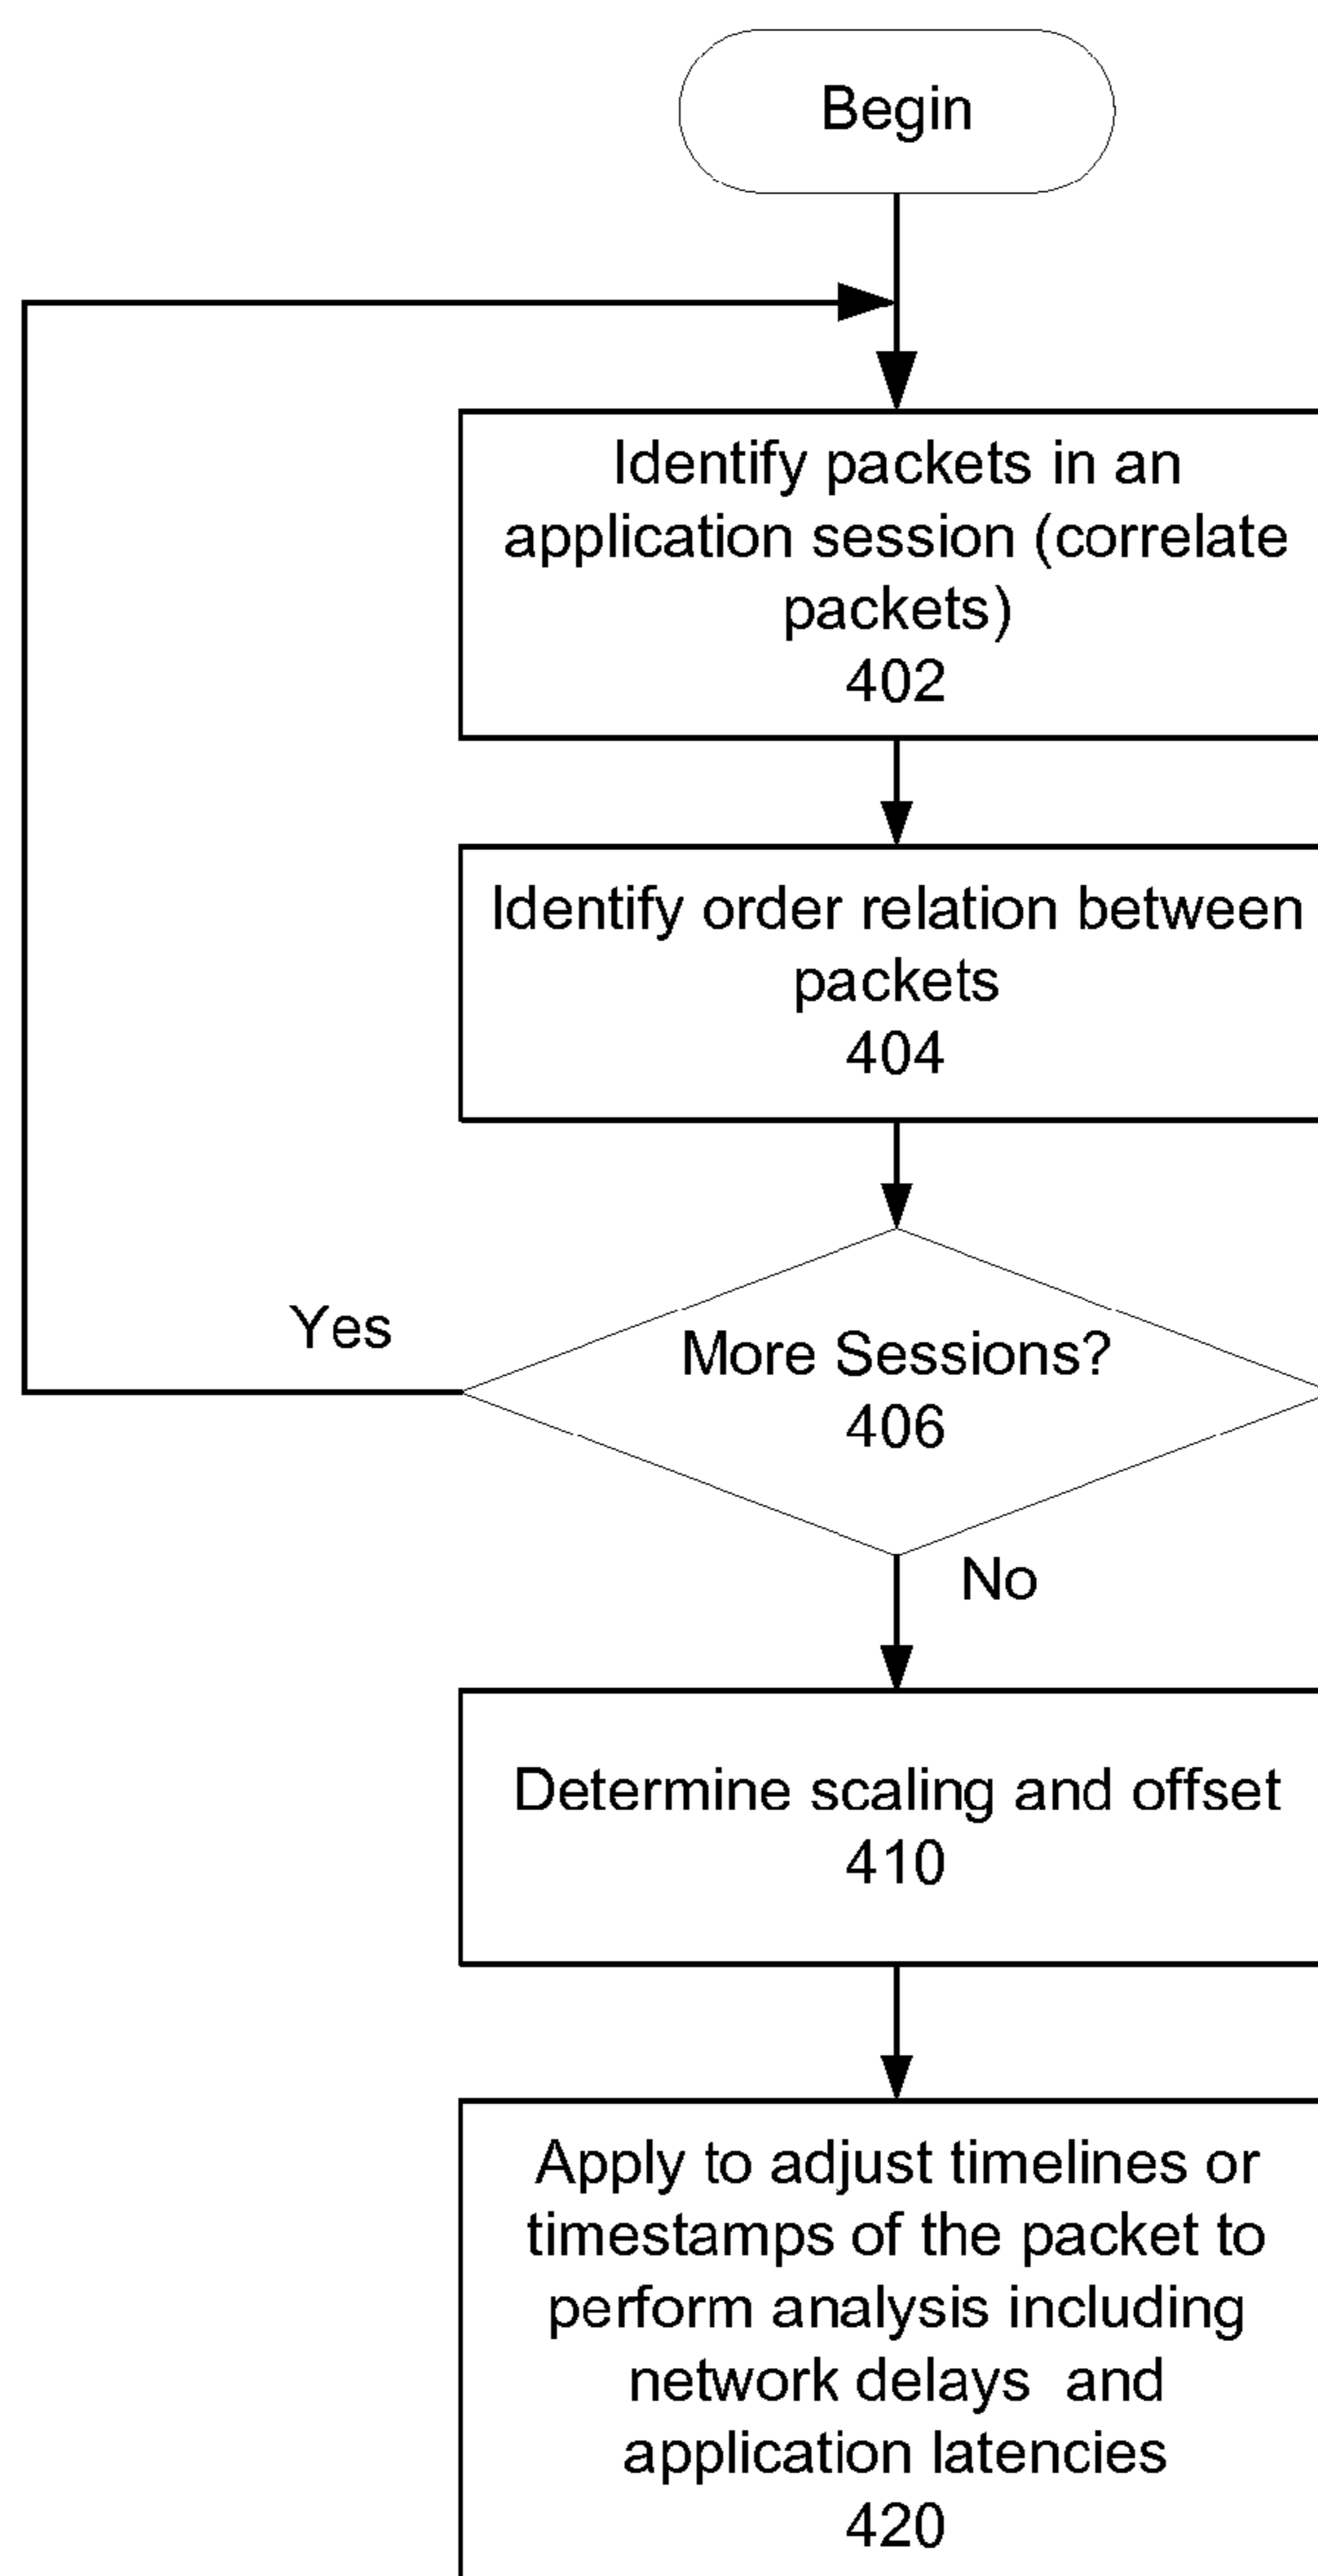 Begin
Identify packets in an
application session (correlate
packets)
402
Identify order relation between
packets
404
Yes
More Sessions?
406
No
Determine scaling and offset
410
Apply to adjust timelines or
timestamps of the packet to
perform analysis including
network delays and
application latencies
420